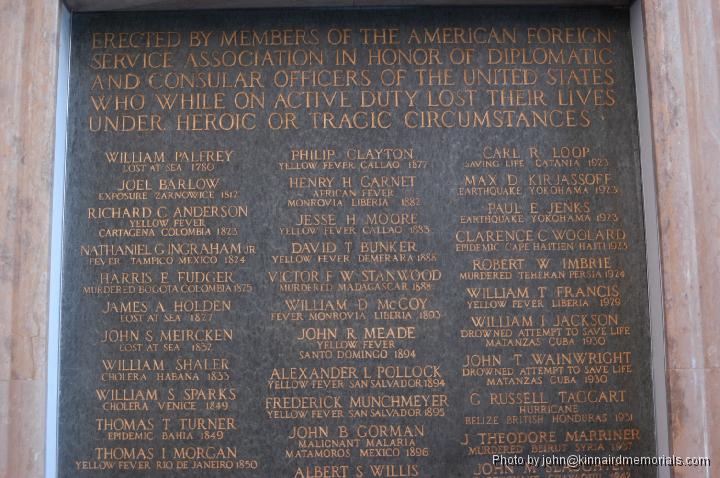 ERECTED BY MEMBERS OF THE AMERICAN FOREIGN
SERVICE ASSOCIATION IN HONOR OF DIPLOMATIC
AND CONSULAR OFFICERS OF THE UNITED STATES
WHO WHILE ON ACTIVE DUTY LOST THEIR LIVES
UNDER HEROIC OR TRAGIC CIRCUMSTANCES
WILLIAM PALFREY
LOST AT SEA 1780
JOEL BARLOW
EXPOSURE ZARNOWICE 1812
RICHARD C ANDERSON
YELLOW FEVER
CARTAGENA COLOMBIA 1823
NATHANIEL G INGRAHAM JR
FEVER TAMPICO MEXICO 1824
HARRIS E FUDGER
MURDERED BOGOTA COLOMBIA 1825
JAMES A HOLDEN
LOST AT SEA 1827
JOHN S MEIRCKEN
LOST AT SEA 1832
WILLIAM SHALER
CHOLERA HABANA 1833
WILLIAM S SPARKS
CHOLERA VENICE 1849
THOMAS T TURNER
EPIDEMIC BAHIA 1849
THOMAS I MORGAN
YELLOW FEVER RIO DE JANEIRO 1850
PHILIP CLAYTON
YELLOW FEVER CALLAO 1877
HENRY H GARNET
AFRICAN FEVER
MONROVIA LIBERIA 1882
JESSE H MOORE
YELLOW FEVER CALLAO 1883
DAVID T BUNKER
YELLOW FEVER DEMERARA 1888
VICTOR F W STANWOOD
MURDERED MADAGASCAR 1888
WILLIAM D McCOY
FEVER MONROVIA LIBERIA 1893
JOHN R MEADE
YELLOW FEVER
SANTO DOMINGO 1894
ALEXANDER L POLLOCK
YELLOW FEVER SAN SALVADOR 1894
FREDERICK MUNCHMEYER
YELLOW FEVER SAN SALVADOR 1895
JOHN B GORMAN
MALIGNANT MALARIA
MATAMOROS MEXICO 1896
ALBERT S WILLIS
CARL R LOOP
SAVING LIFE CATANIA 1923
MAX D KIRJASSOFF
EARTHQUAKE YOKOHAMA 1923
PAUL E JENKS
EARTHQUAKE YOKOHAMA 1923
CLARENCE C WOOLARD
EPIDEMIC CAPE HAITIEN HAITI 1923
ROBERT W IMBRIE
MURDERED TEHERAN PERSIA 1924
WILLIAM T FRANCIS
YELLOW FEVER LIBERIA 1929
WILLIAM I JACKSON
DROWNED ATTEMPT TO SAVE LIFE
MATANZAS CUBA 1930
JOHN T WAINWRIGHT
DROWNED ATTEMPT TO SAVE LIFE
MATANZAS CUBA 1930
G RUSSELL TAGGART
HURRICANE
BELIZE BRITISH HONDURAS 1931
J THEODORE MARRINER
MURDERED BEIRUT SYRIA 1937
JOHN M
Photo by john@kinnairdmemorials.com